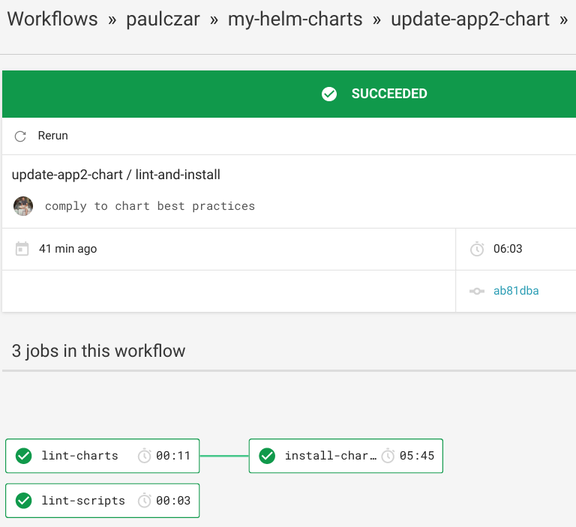 Workflows » paulczar » my-helm-charts » update-app2-chart »
SUCCEEDED
Rerun
update-app2-chart / lint-and-install
comply to chart best practices
41 min ago 06:03
ab81dba
3 jobs in this workflow
lint-charts 00:11 install-char… 05:45
lint-scripts 00:03